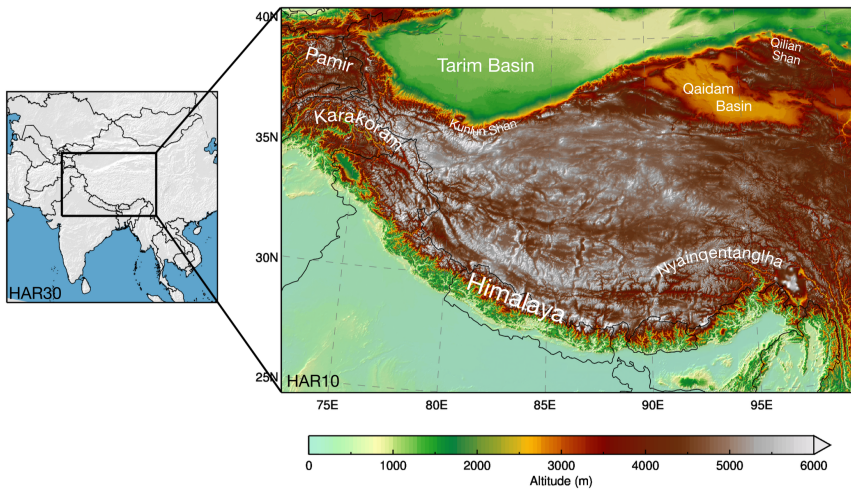 40N
Pamir
Tarim Basin
Qilian
Shan
Qaidam
Basin
Karakoram
Kunlun Shan
35N
30N
Nyainqentanglha
Himalaya
HAR30
25N
HAR10
75E 80E 85E 90E 95E
0 1000 2000 3000 4000 5000 6000
Altitude (m)